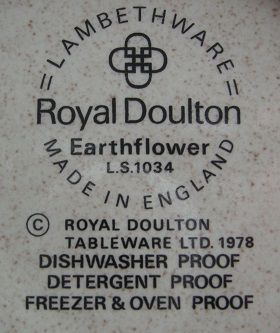 =LAMBETHWARE=
Royal Doulton
Earthflower
L.S.1034
MADE IN ENGLAND
© ROYAL DOULTON
TABLEWARE LTD. 1978
DISHWASHER PROOF
DETERGENT PROOF
FREEZER & OVEN PROOF